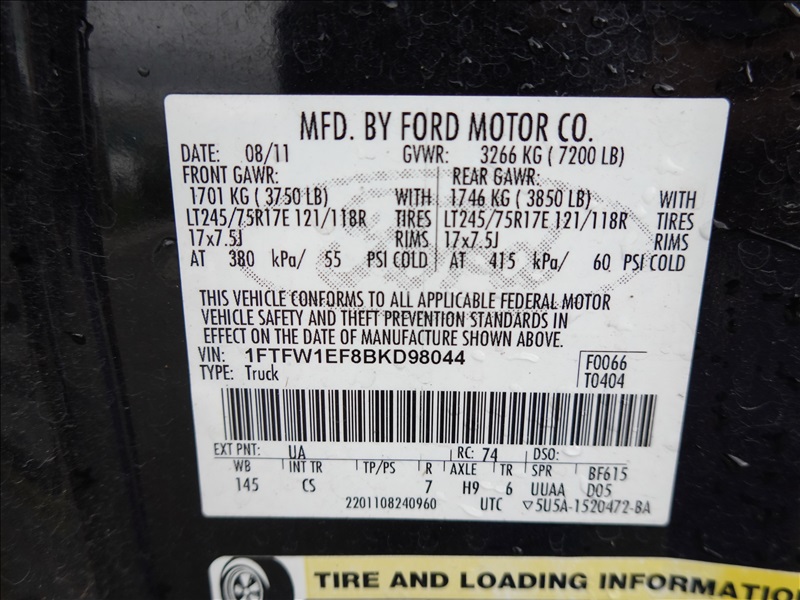 MFD. BY FORD MOTOR CO.
DATE: 08/11 GVWR: 3266 KG ( 7200 LB)
FRONT GAWR: REAR GAWR:
1701 KG ( 3750 LB) WITH 1746 KG ( 3850 LB) WITH
LT245/75R17E 121/118R TIRES LT245/75R17E 121/118R TIRES
17x7.5J RIMS 17x7.5J RIMS
AT 380 kPa/ 55 PSI COLD AT 415 kPa/ 60 PSI COLD
THIS VEHICLE CONFORMS TO ALL APPLICABLE FEDERAL MOTOR
VEHICLE SAFETY AND THEFT PREVENTION STANDARDS IN
EFFECT ON THE DATE OF MANUFACTURE SHOWN ABOVE.
VIN: 1FTFW1EF8BKD98044 F0066
TYPE: Truck T0404
EXT PNT: UA RC: 74 DSO:
WB INT TR TP/PS R AXLE TR SPR BF615
145 CS 7 H9 6 UUAA D05
2201108240960 UTC ▽5U5A-1520472-BA
TIRE AND LOADING INFORMATION